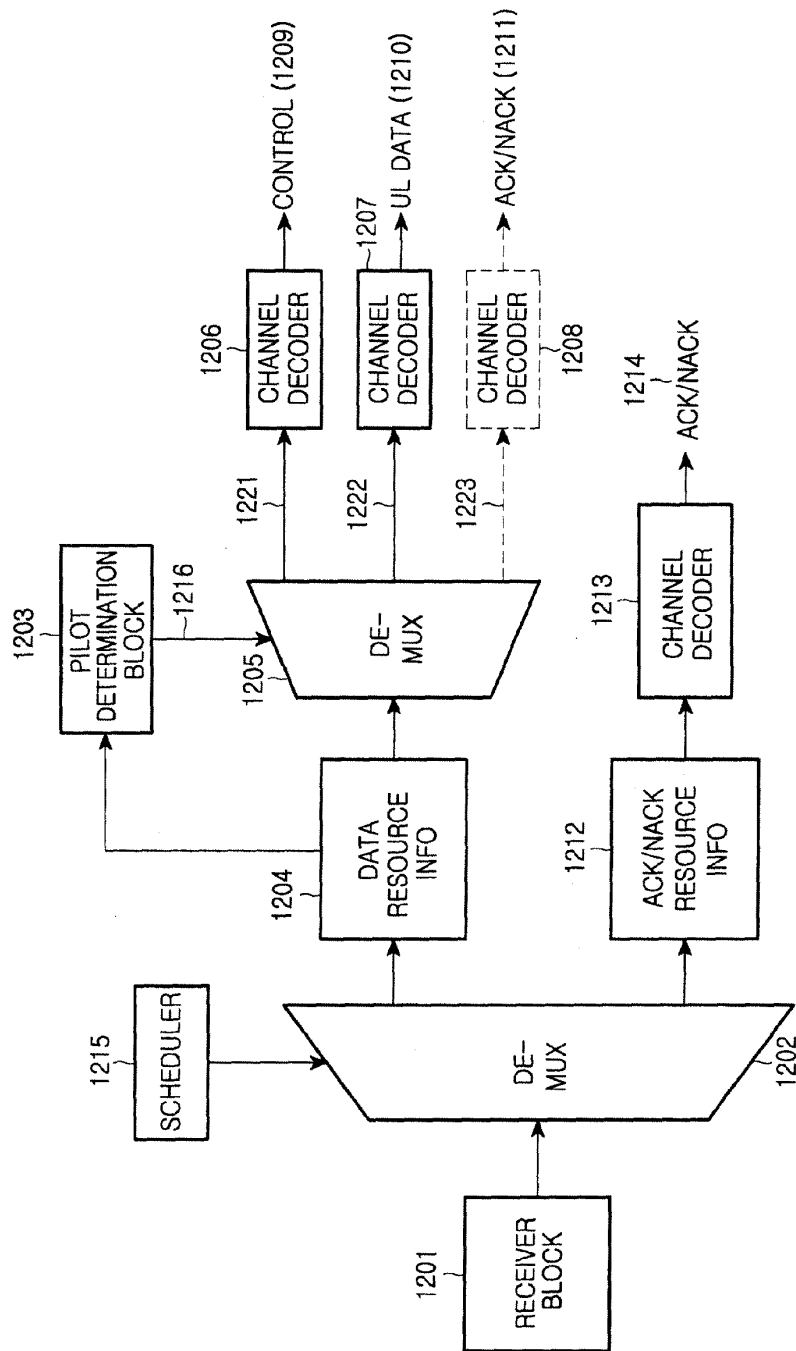 1201
RECEIVER
BLOCK
1215
SCHEDULER
DE-
MUX
1202
1203
PILOT
DETERMINATION
BLOCK
1216
1204
DATA
RESOURCE
INFO
1205
DE-
MUX
1221
1222
1223
1206
CHANNEL
DECODER
CONTROL (1209)
1207
CHANNEL
DECODER
UL DATA (1210)
CHANNEL
DECODER
1208
ACK/NACK (1211)
1212
ACK/NACK
RESOURCE
INFO
1213
CHANNEL
DECODER
1214
ACK/NACK